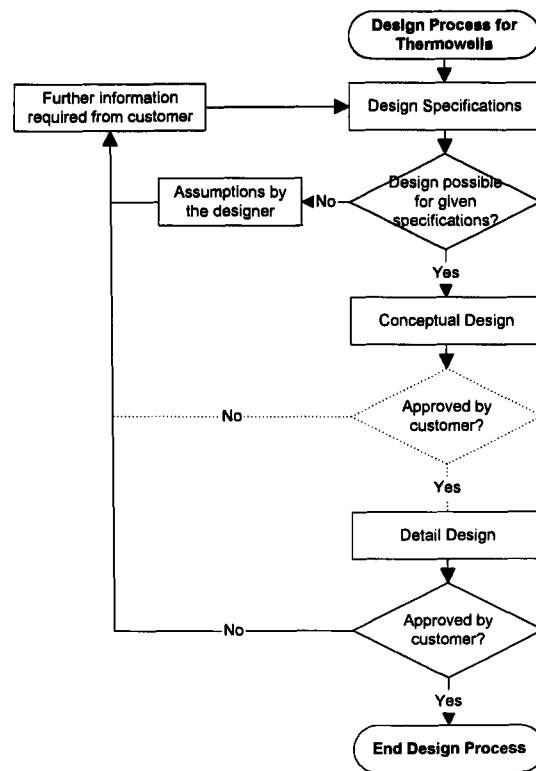 Design Process for
Thermowells
Further information
required from customer
Design Specifications
Assumptions by
the designer
No
Design possible
for given
specifications?
Yes
Conceptual Design
Approved by
customer?
No
Yes
Detail Design
Approved by
customer?
No
Yes
End Design Process